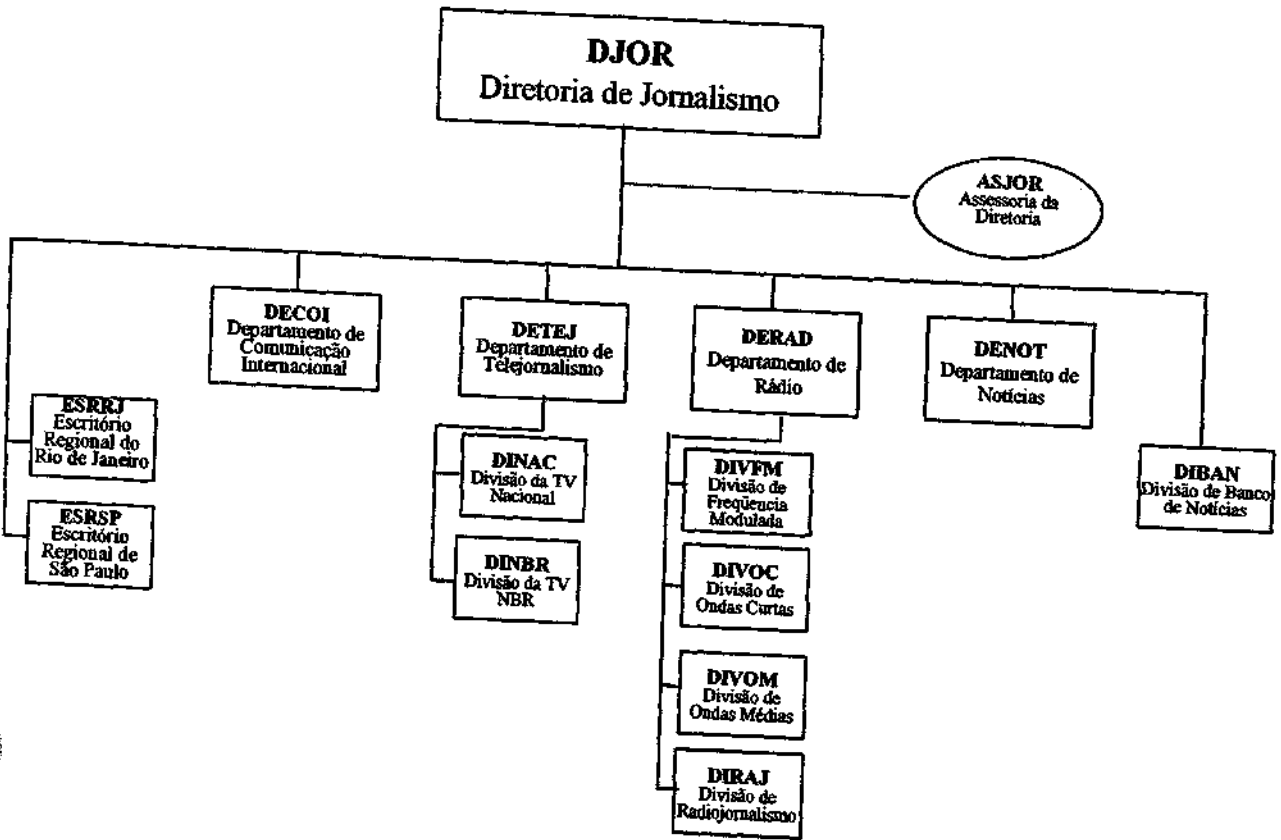 DJOR
Diretoria de Jornalismo
ASJOR
Assessoria da
Diretoria
DECOI
Departamento de
Comunicação
Internacional
DETEJ
Departamento de
Telejornalismo
DERAD
Departamento de
Rádio
DENOT
Departamento de
Notícias
ESRRJ
Escritório
Regional do
Rio de Janeiro
ESRSP
Escritório
Regional de
São Paulo
DINAC
Divisão da TV
Nacional
DINBR
Divisão da TV
NBR
DIVFM
Divisão de
Freqüencia
Modulada
DIVOC
Divisão de
Ondas Curtas
DIVOM
Divisão de
Ondas Médias
DIRAJ
Divisão de
Radiojornalismo
DIBAN
Divisão de Banco
de Notícias